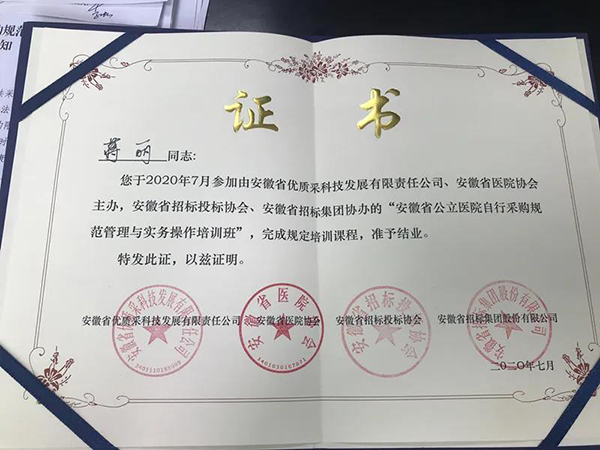 证 书
蒋丽 同志:
您于2020年7月参加由安徽省优质采科技发展有限责任公司、安徽省医院协会
主办，安徽省招标投标协会、安徽省招标集团协办的“安徽省公立医院自行采购规
范管理与实务操作培训班”，完成规定培训课程，准予结业。
特发此证，以兹证明。
安徽省优质采科技发展有限责任公司 安徽省医院协会 安徽省招标投标协会 安徽省招标集团股份有限公司
二〇二〇年七月